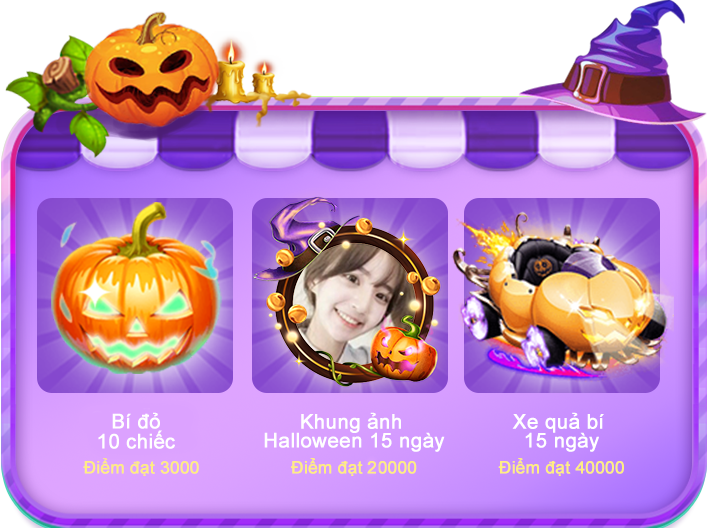 Bí đỏ
10 chiếc
Điểm đạt 3000
Khung ảnh
Halloween 15 ngày
Điểm đạt 20000
Xe quả bí
15 ngày
Điểm đạt 40000